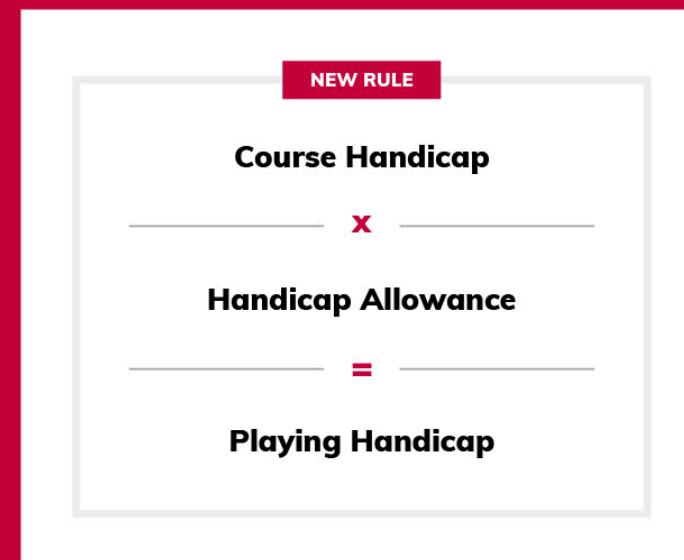 NEW RULE
Course Handicap
x
Handicap Allowance
=
Playing Handicap